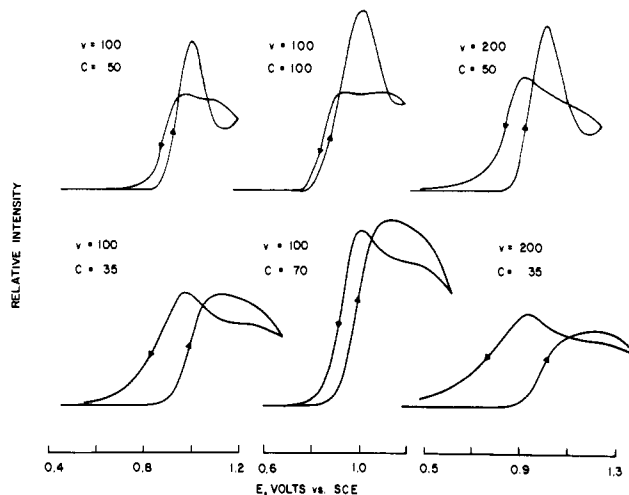 v = 100
C = 50
v = 100
C = 100
v = 200
C = 50
RELATIVE INTENSITY
v = 100
C = 35
v = 100
C = 70
v = 200
C = 35
0.4 0.8 1.2 0.6 1.0 0.5 0.9 1.3
E, VOLTS vs. SCE